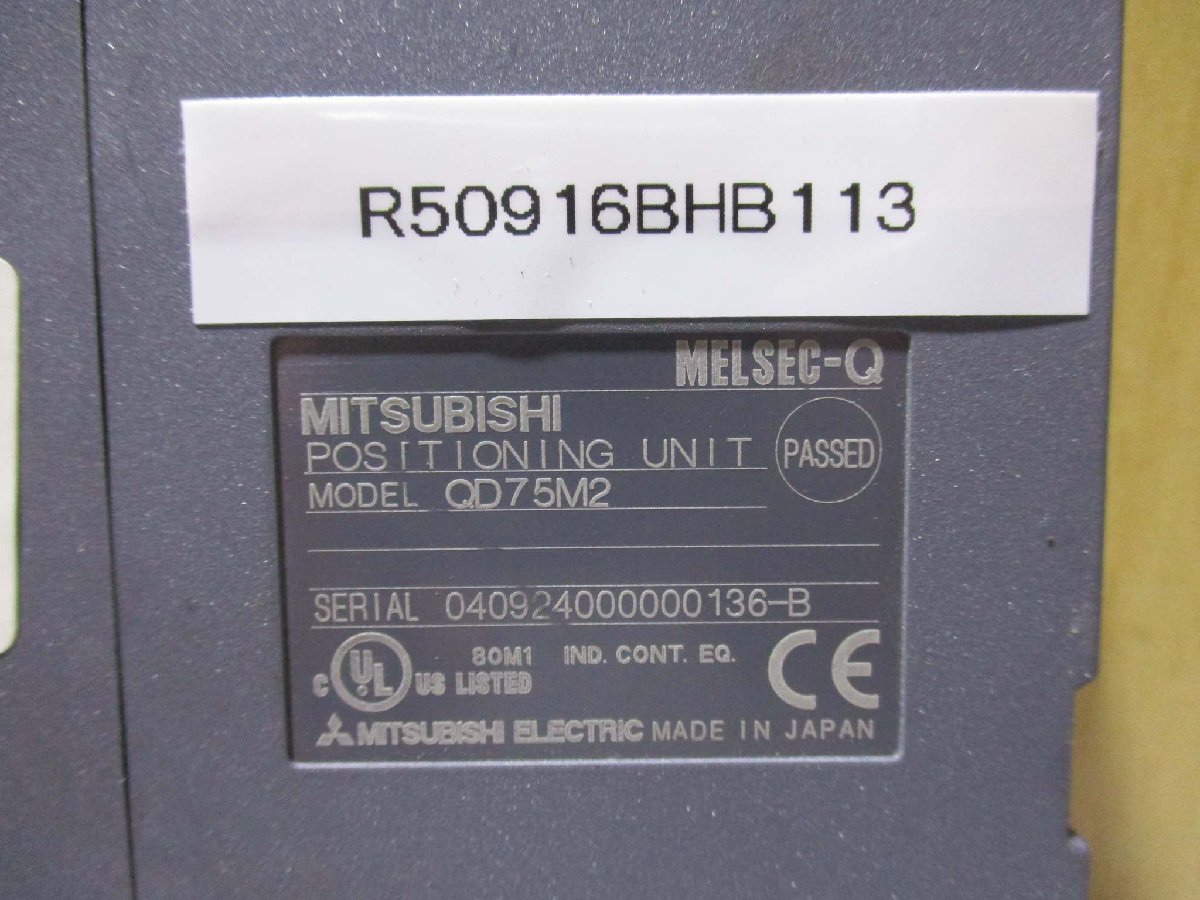 R50916BHB113
MELSEC-Q
MITSUBISHI
POSITIONING UNIT
PASSED
MODEL QD75M2
SERIAL 040924000000136-B
C UL US LISTED
80M1 IND. CONT. EQ.
CE
MITSUBISHI ELECTRIC MADE IN JAPAN